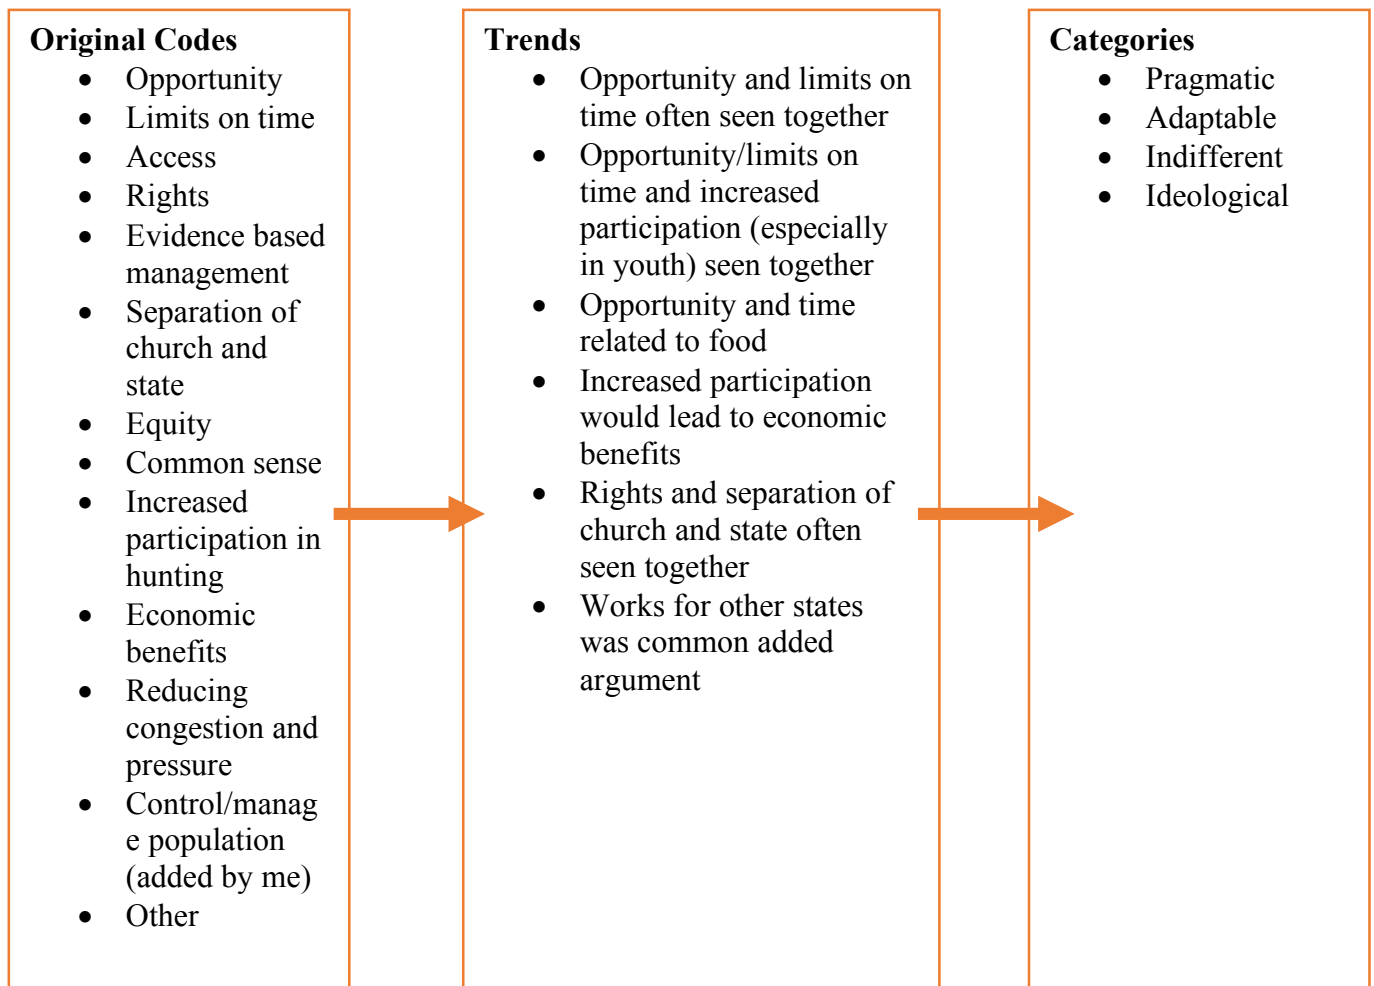 Original Codes
• Opportunity
• Limits on time
• Access
• Rights
• Evidence based
management
• Separation of
church and
state
• Equity
• Common sense
• Increased
participation in
hunting
• Economic
benefits
• Reducing
congestion and
pressure
• Control/manag
e population
(added by me)
• Other
Trends
• Opportunity and limits on
time often seen together
• Opportunity/limits on
time and increased
participation (especially
in youth) seen together
• Opportunity and time
related to food
• Increased participation
would lead to economic
benefits
• Rights and separation of
church and state often
seen together
• Works for other states
was common added
argument
Categories
• Pragmatic
• Adaptable
• Indifferent
• Ideological